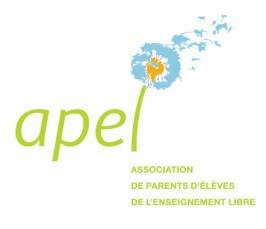 apel
ASSOCIATION
DE PARENTS D'ÉLÈVES
DE L'ENSEIGNEMENT LIBRE